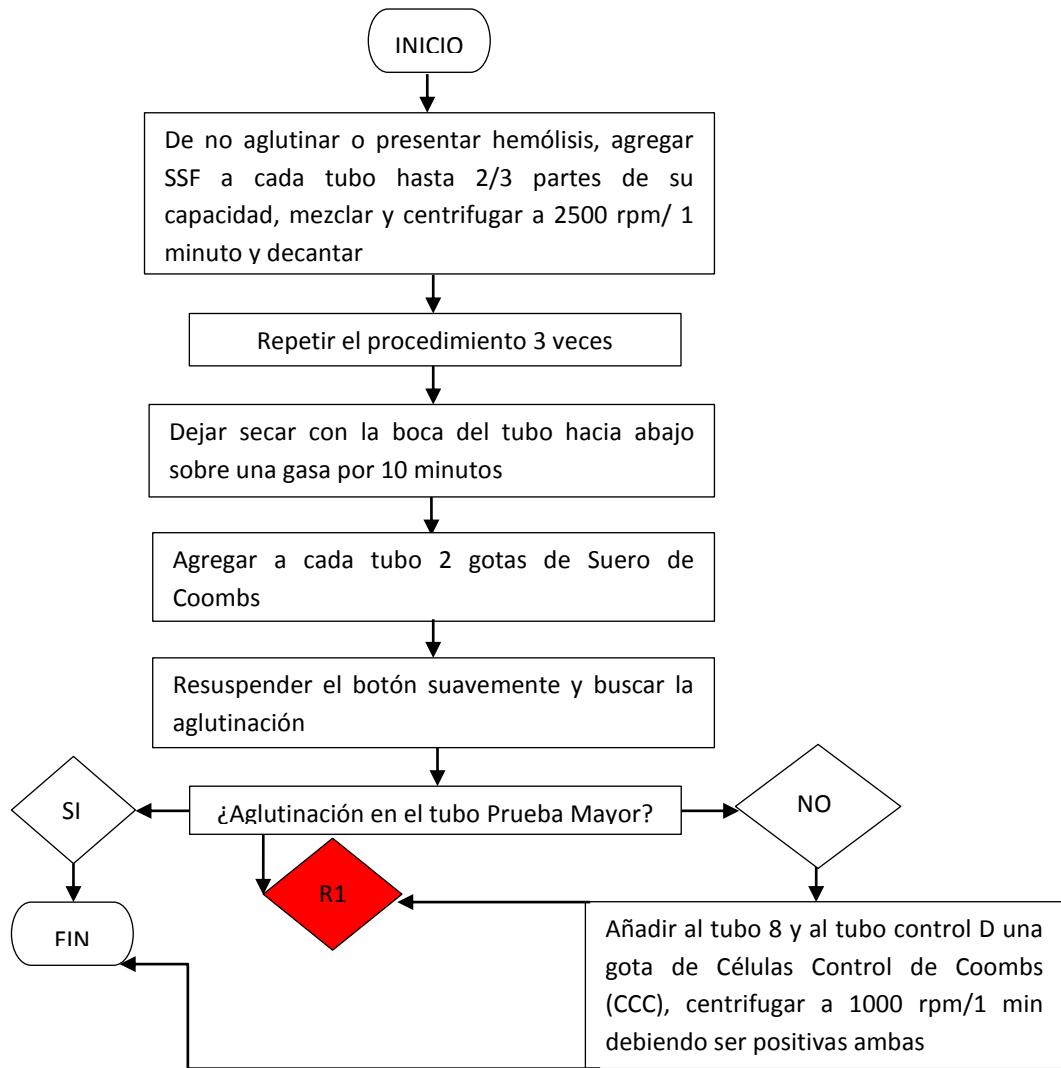 INICIO
De no aglutinar o presentar hemólisis, agregar
SSF a cada tubo hasta 2/3 partes de su
capacidad, mezclar y centrifugar a 2500 rpm/ 1
minuto y decantar
Repetir el procedimiento 3 veces
Dejar secar con la boca del tubo hacia abajo
sobre una gasa por 10 minutos
Agregar a cada tubo 2 gotas de Suero de
Coombs
Resuspender el botón suavemente y buscar la
aglutinación
SI
¿Aglutinación en el tubo Prueba Mayor?
NO
R1
FIN
Añadir al tubo 8 y al tubo control D una
gota de Células Control de Coombs
(CCC), centrifugar a 1000 rpm/1 min
debiendo ser positivas ambas